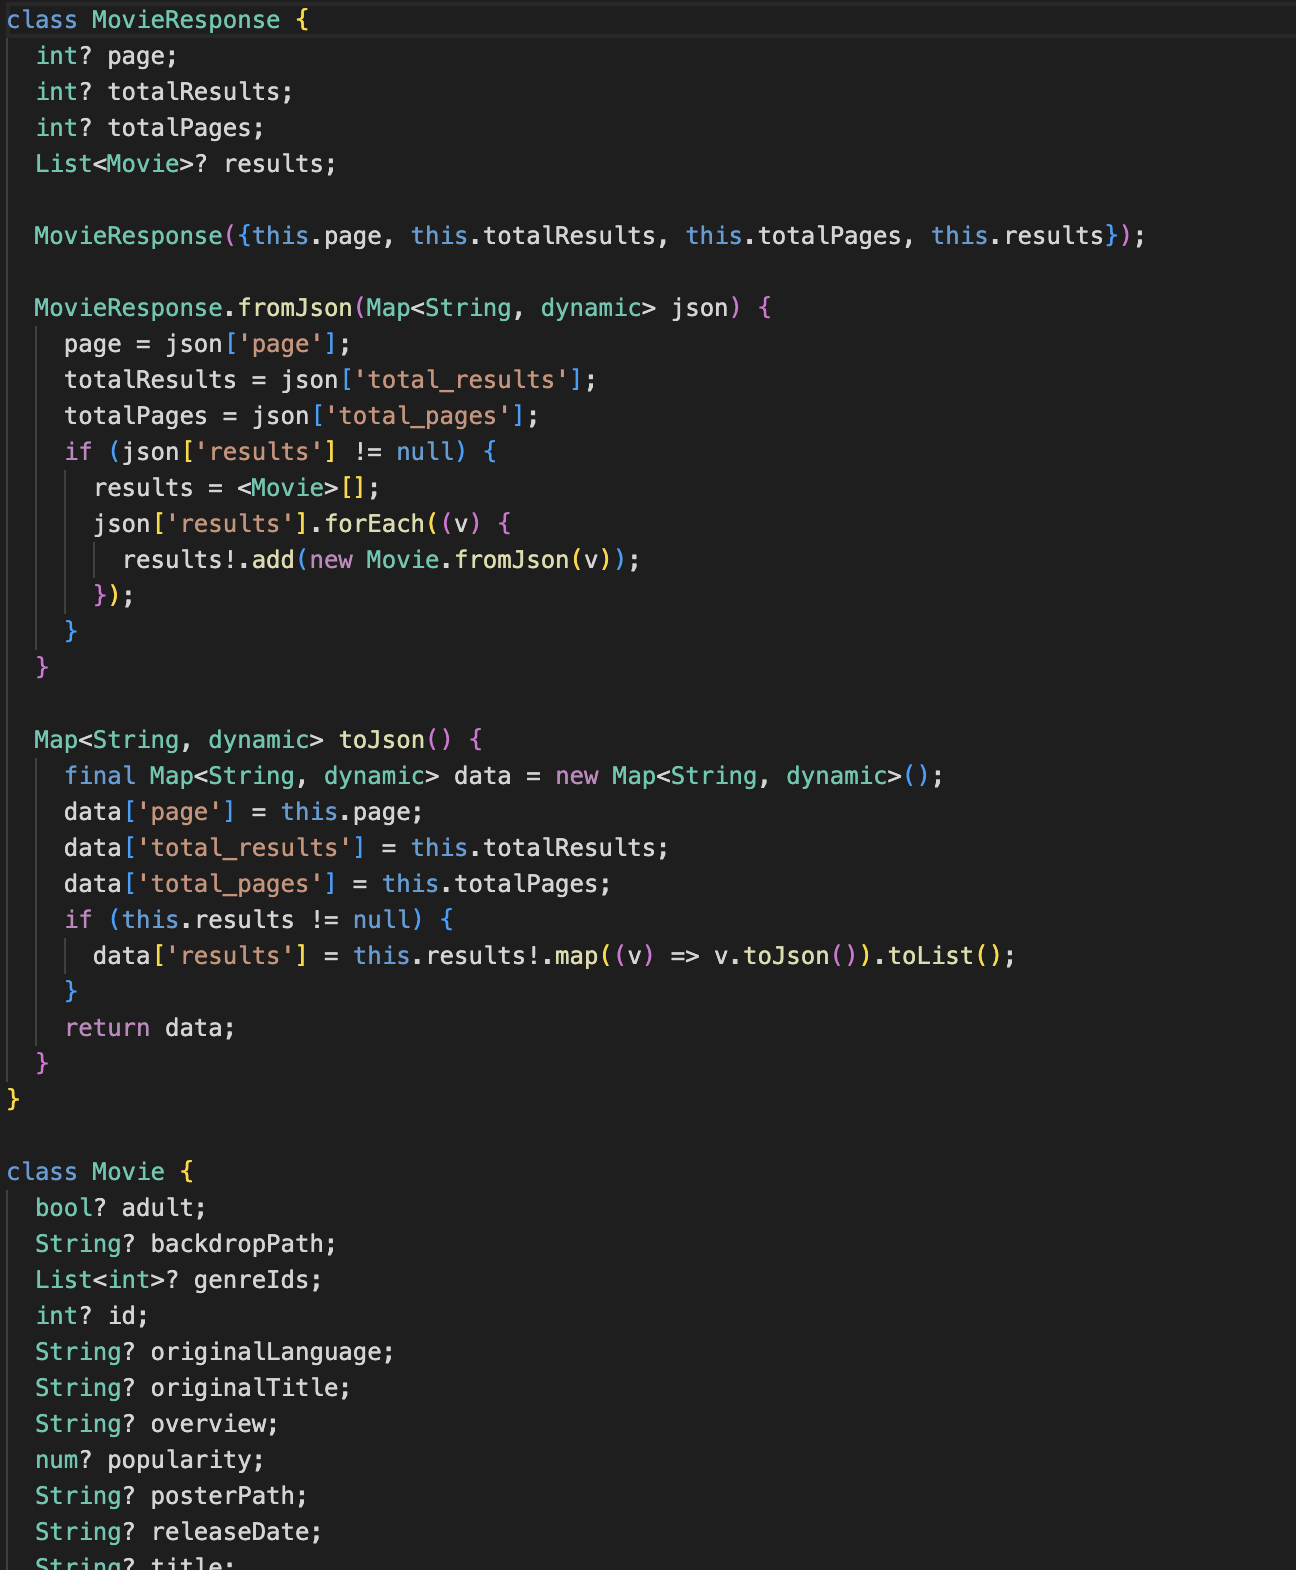 class MovieResponse {
  int? page;
  int? totalResults;
  int? totalPages;
  List<Movie>? results;

  MovieResponse({this.page, this.totalResults, this.totalPages, this.results});

  MovieResponse.fromJson(Map<String, dynamic> json) {
    page = json['page'];
    totalResults = json['total_results'];
    totalPages = json['total_pages'];
    if (json['results'] != null) {
      results = <Movie>[];
      json['results'].forEach((v) {
        results!.add(new Movie.fromJson(v));
      });
    }
  }

  Map<String, dynamic> toJson() {
    final Map<String, dynamic> data = new Map<String, dynamic>();
    data['page'] = this.page;
    data['total_results'] = this.totalResults;
    data['total_pages'] = this.totalPages;
    if (this.results != null) {
      data['results'] = this.results!.map((v) => v.toJson()).toList();
    }
    return data;
  }
}

class Movie {
  bool? adult;
  String? backdropPath;
  List<int>? genreIds;
  int? id;
  String? originalLanguage;
  String? originalTitle;
  String? overview;
  num? popularity;
  String? posterPath;
  String? releaseDate;
  String? title;